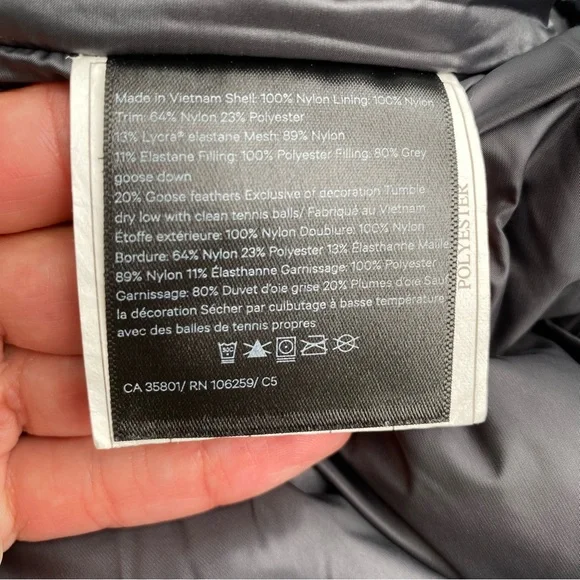 Made in Vietnam Shell: 100% Nylon Lining: 100% Nylon
Trim: 64% Nylon 23% Polyester
13% Lycra® elastane Mesh: 89% Nylon
11% Elastane Filling: 100% Polyester Filling: 80% Grey
goose down
20% Goose feathers Exclusive of decoration Tumble
dry low with clean tennis balls/ Fabriqué au Vietnam
Étoffe extérieure: 100% Nylon Doublure: 100% Nylon
Bordure: 64% Nylon 23% Polyester 13% Élasthanne Maille
89% Nylon 11% Élasthanne Garnissage: 100% Polyester
Garnissage: 80% Duvet d'oie grise 20% Plumes d'oie Sauf
la décoration Sécher par culbutage à basse température
avec des balles de tennis propres
30C
CA 35801/ RN 106259/ C5
POLYESTER